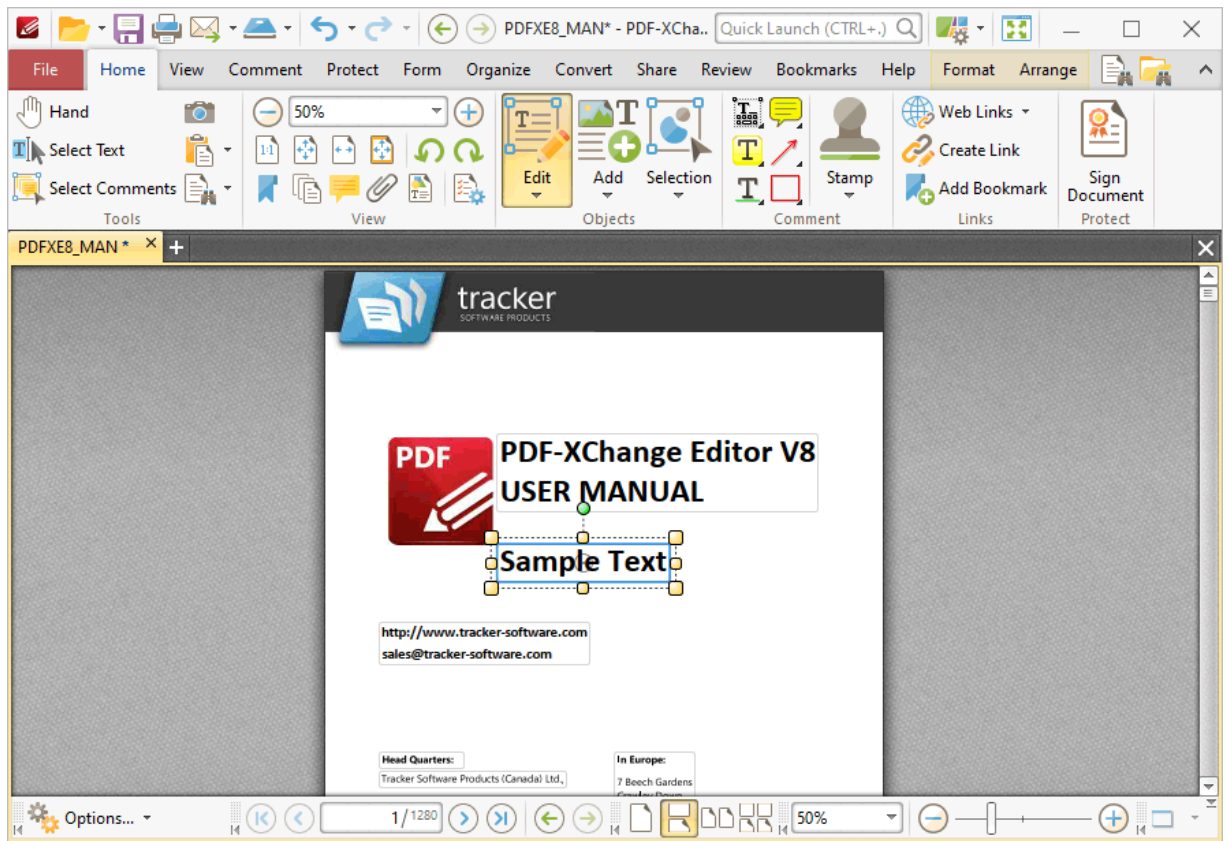 PDFXE8_MAN* - PDF-XCha..
Quick Launch (CTRL+.)
File Home View Comment Protect Form Organize Convert Share Review Bookmarks Help Format Arrange
Hand
Select Text
Select Comments
Tools
50%
1:1
View
Edit
Add
Selection
Objects
Stamp
Comment
Web Links
Create Link
Add Bookmark
Links
Sign
Document
Protect
PDFXE8_MAN *
tracker
SOFTWARE PRODUCTS
PDF
PDF-XChange Editor V8
USER MANUAL
Sample Text
http://www.tracker-software.com
sales@tracker-software.com
Head Quarters:
Tracker Software Products (Canada) Ltd.,
In Europe:
7 Beech Gardens
Crawley Down
Options...
1/1280
50%